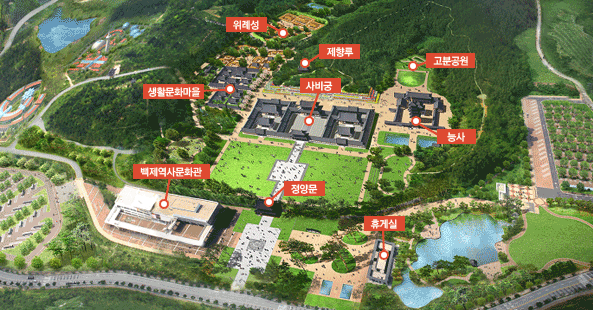 위례성
제향루
고분공원
생활문화마을
사비궁
능사
백제역사문화관
정양문
휴게실